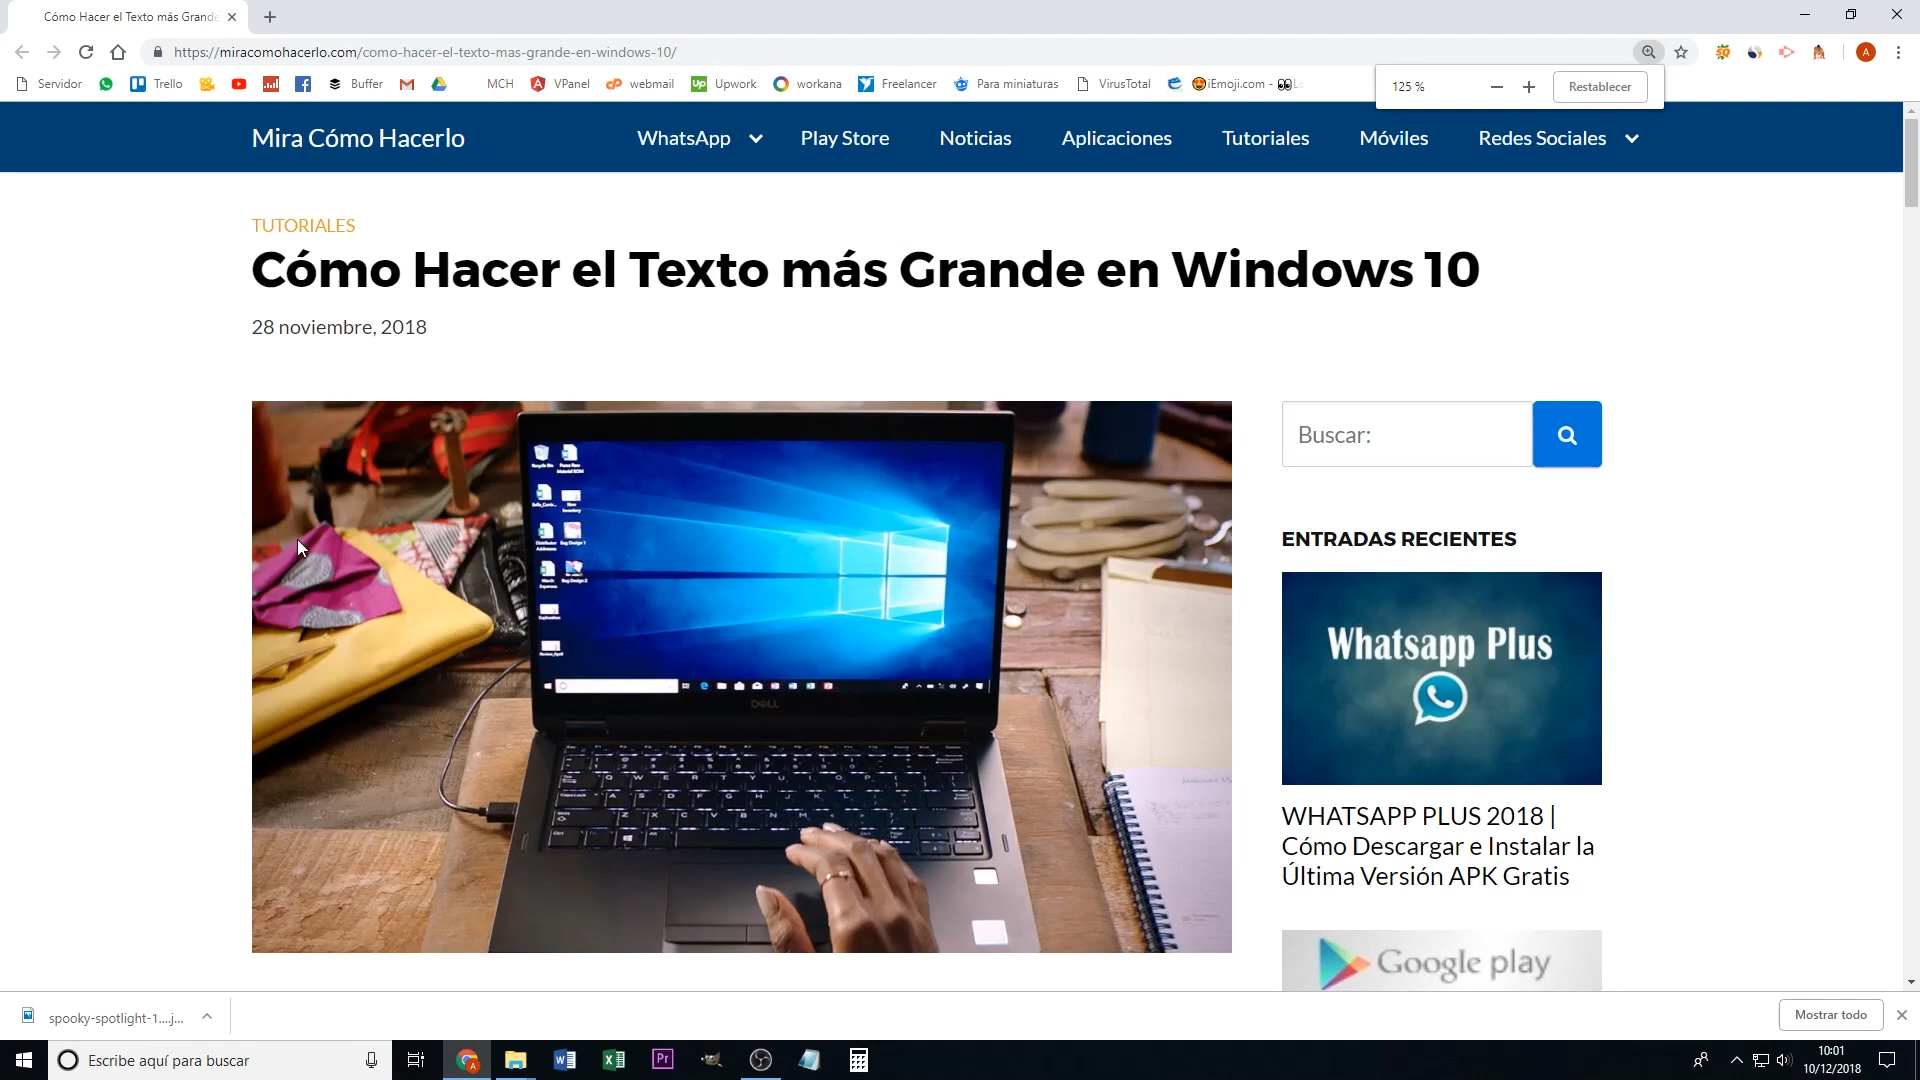 Cómo Hacer el Texto más Grande
https://miracomohacerlo.com/como-hacer-el-texto-mas-grande-en-windows-10/
Servidor Trello Buffer MCH VPanel webmail Upwork workana Freelancer Para miniaturas VirusTotal iEmoji.com -
125 % Restablecer
Mira Cómo Hacerlo WhatsApp Play Store Noticias Aplicaciones Tutoriales Móviles Redes Sociales
TUTORIALES
Cómo Hacer el Texto más Grande en Windows 10
28 noviembre, 2018
Buscar:
ENTRADAS RECIENTES
Whatsapp Plus
DELL
WHATSAPP PLUS 2018 |
Cómo Descargar e Instalar la
Última Versión APK Gratis
Google play
spooky-spotlight-1....j...
Mostrar todo
Escribe aquí para buscar
10:01
10/12/2018